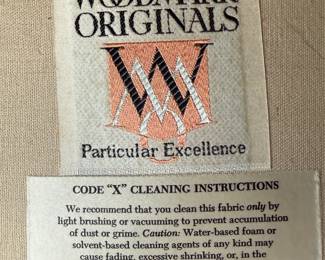 WOODMARK
ORIGINALS
W
Particular Excellence
CODE "X" CLEANING INSTRUCTIONS
We recommend that you clean this fabric only by
light brushing or vacuuming to prevent accumulation
of dust or grime. Caution: Water-based foam or
solvent-based cleaning agents of any kind may
cause fading, excessive shrinking, or, in the